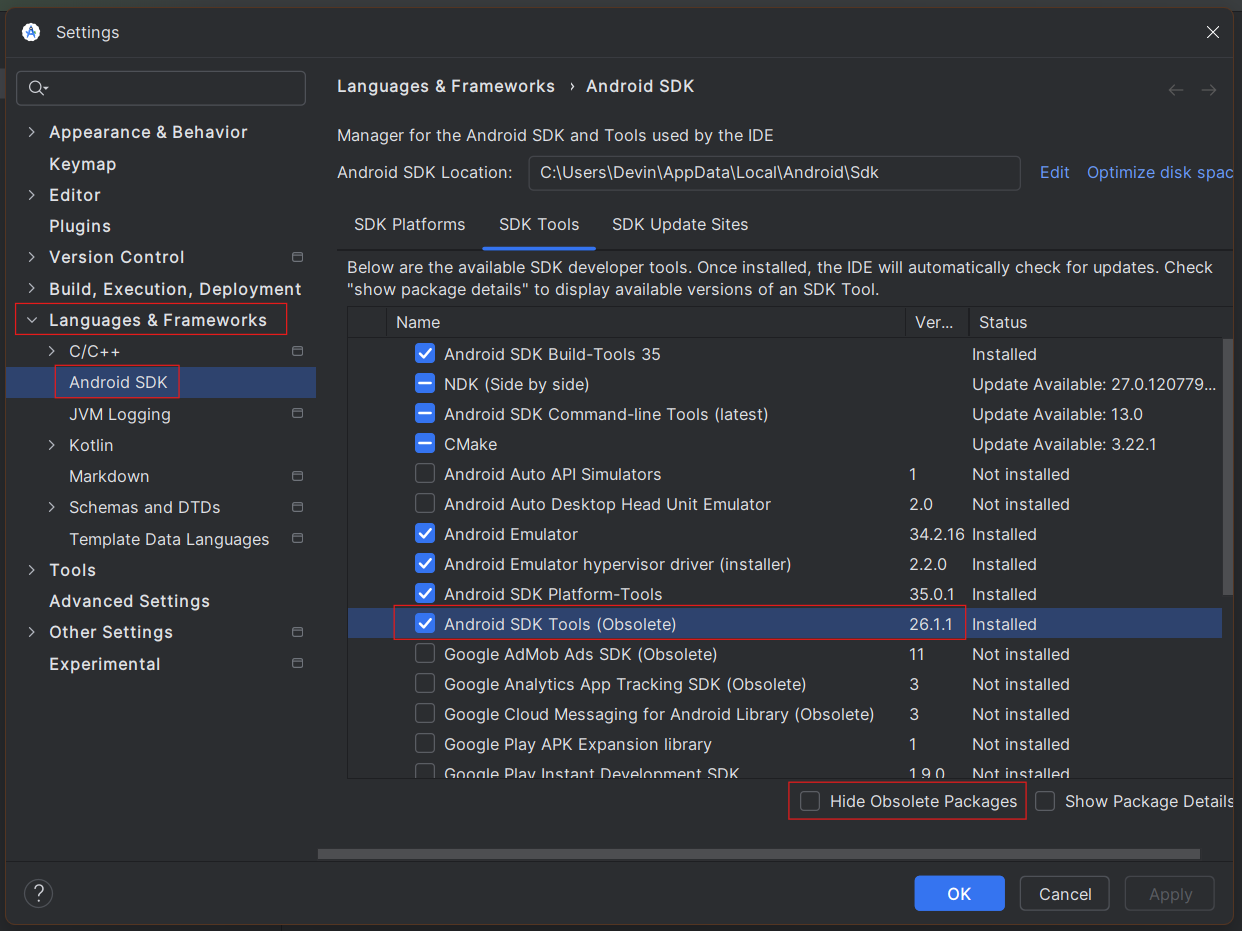 Settings
Appearance & Behavior
Keymap
Editor
Plugins
Version Control
Build, Execution, Deployment
Languages & Frameworks
C/C++
Android SDK
JVM Logging
Kotlin
Markdown
Schemas and DTDs
Template Data Languages
Tools
Advanced Settings
Other Settings
Experimental
Languages & Frameworks › Android SDK
Manager for the Android SDK and Tools used by the IDE
Android SDK Location: C:\Users\Devin\AppData\Local\Android\Sdk Edit Optimize disk spac
SDK Platforms SDK Tools SDK Update Sites
Below are the available SDK developer tools. Once installed, the IDE will automatically check for updates. Check
"show package details" to display available versions of an SDK Tool.
Name Ver... Status
Android SDK Build-Tools 35 Installed
NDK (Side by side) Update Available: 27.0.120779...
Android SDK Command-line Tools (latest) Update Available: 13.0
CMake Update Available: 3.22.1
Android Auto API Simulators 1 Not installed
Android Auto Desktop Head Unit Emulator 2.0 Not installed
Android Emulator 34.2.16 Installed
Android Emulator hypervisor driver (installer) 2.2.0 Installed
Android SDK Platform-Tools 35.0.1 Installed
Android SDK Tools (Obsolete) 26.1.1 Installed
Google AdMob Ads SDK (Obsolete) 11 Not installed
Google Analytics App Tracking SDK (Obsolete) 3 Not installed
Google Cloud Messaging for Android Library (Obsolete) 3 Not installed
Google Play APK Expansion library 1 Not installed
Google Play Instant Development SDK 1.9.0 Not installed
Hide Obsolete Packages Show Package Details
? OK Cancel Apply